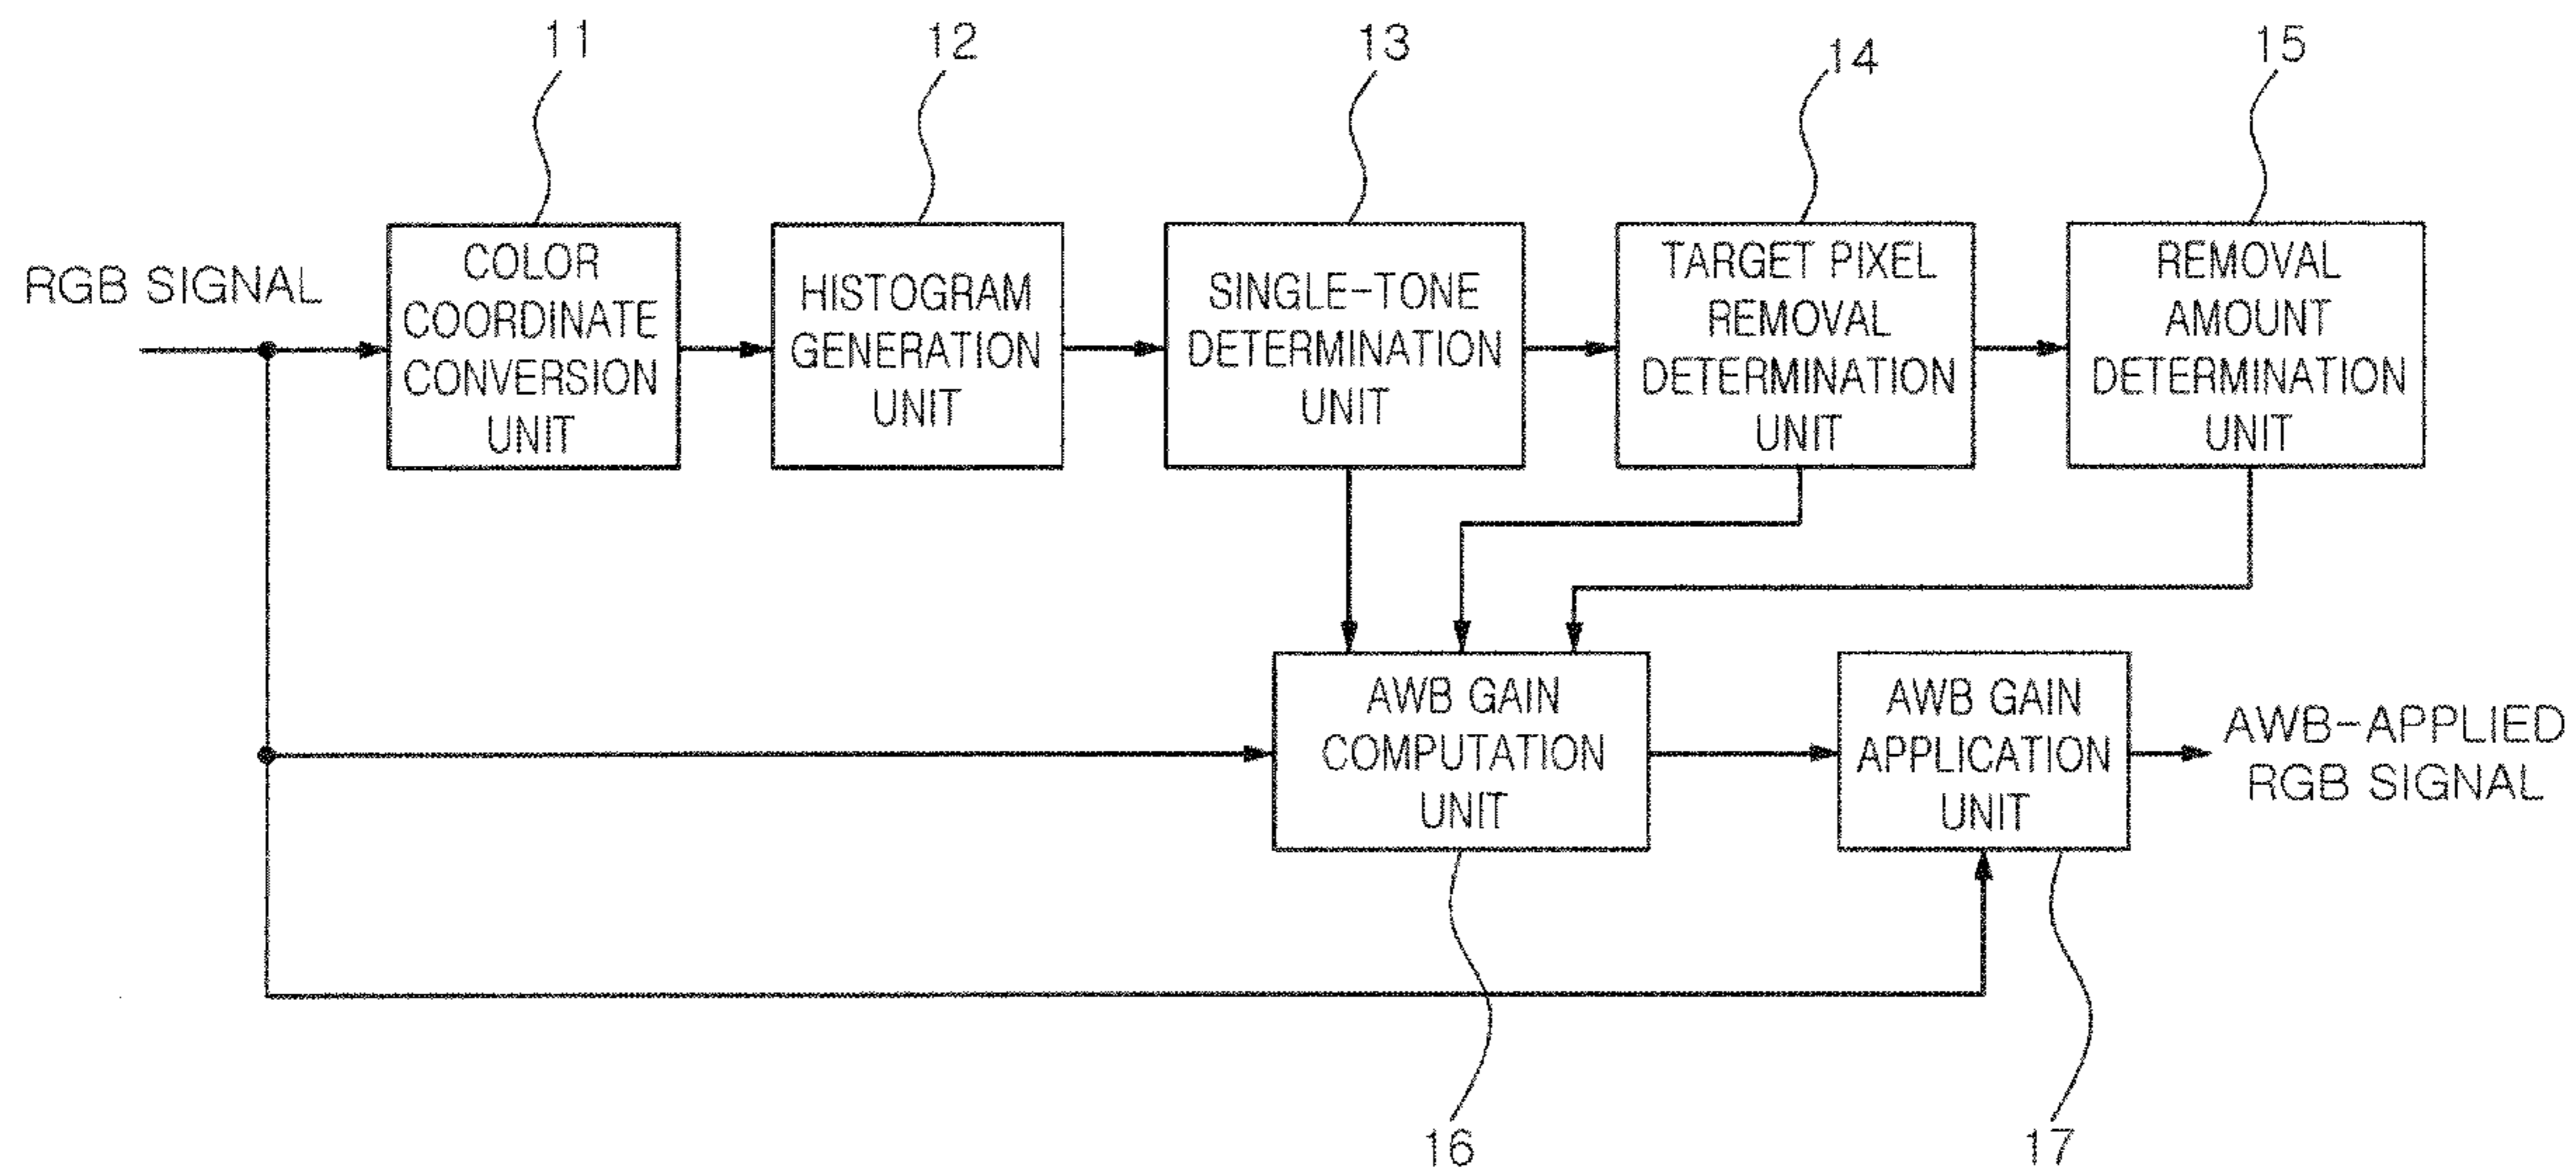 11
12
13
14
15
RGB SIGNAL
COLOR
COORDINATE
CONVERSION
UNIT
HISTOGRAM
GENERATION
UNIT
SINGLE-TONE
DETERMINATION
UNIT
TARGET PIXEL
REMOVAL
DETERMINATION
UNIT
REMOVAL
AMOUNT
DETERMINATION
UNIT
AWB GAIN
COMPUTATION
UNIT
AWB GAIN
APPLICATION
UNIT
AWB-APPLIED
RGB SIGNAL
16
17